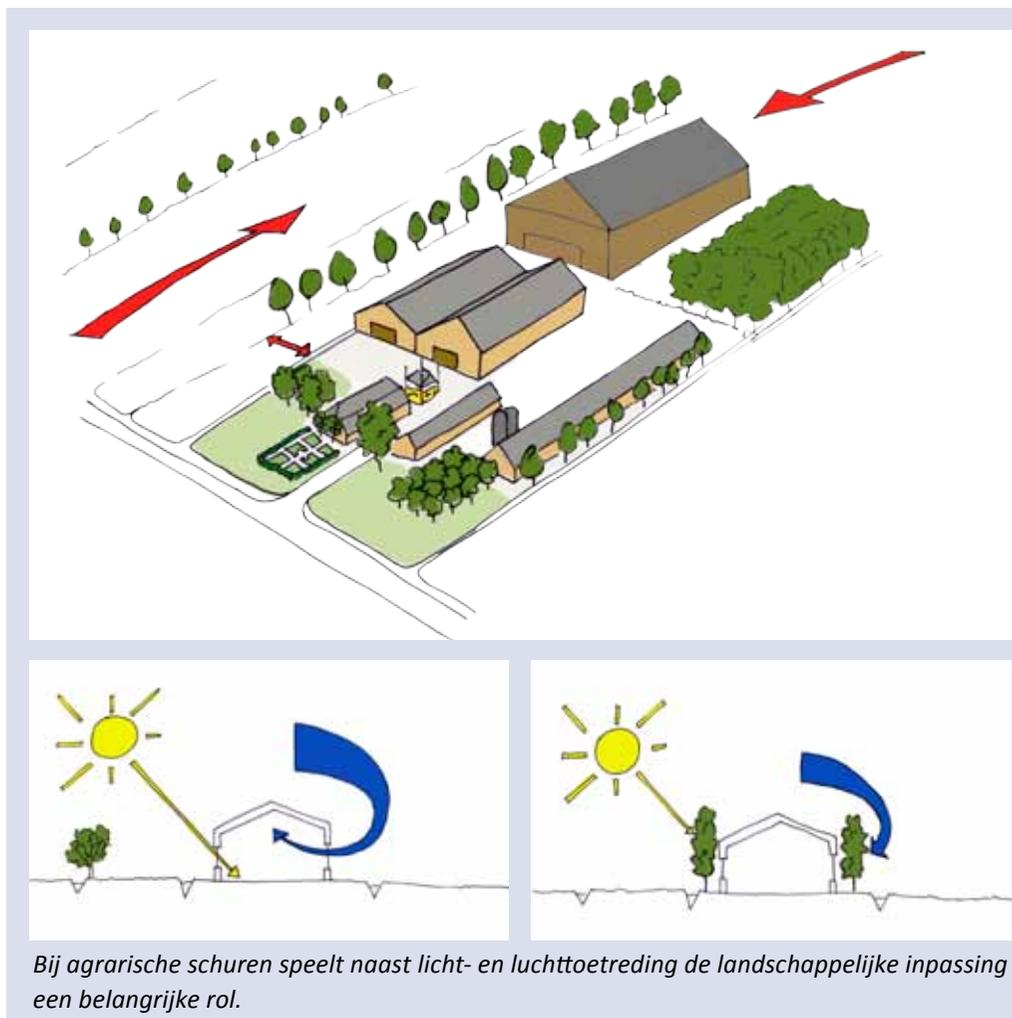 Bij agrarische schuren speelt naast licht- en luchttoetreding de landschappelijke inpassing
een belangrijke rol.